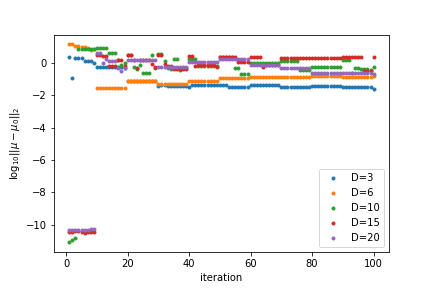 0
−2
−4
−6
−8
−10
log₁₀||μ − μ₀||₂
0 20 40 60 80 100
iteration
D=3
D=6
D=10
D=15
D=20